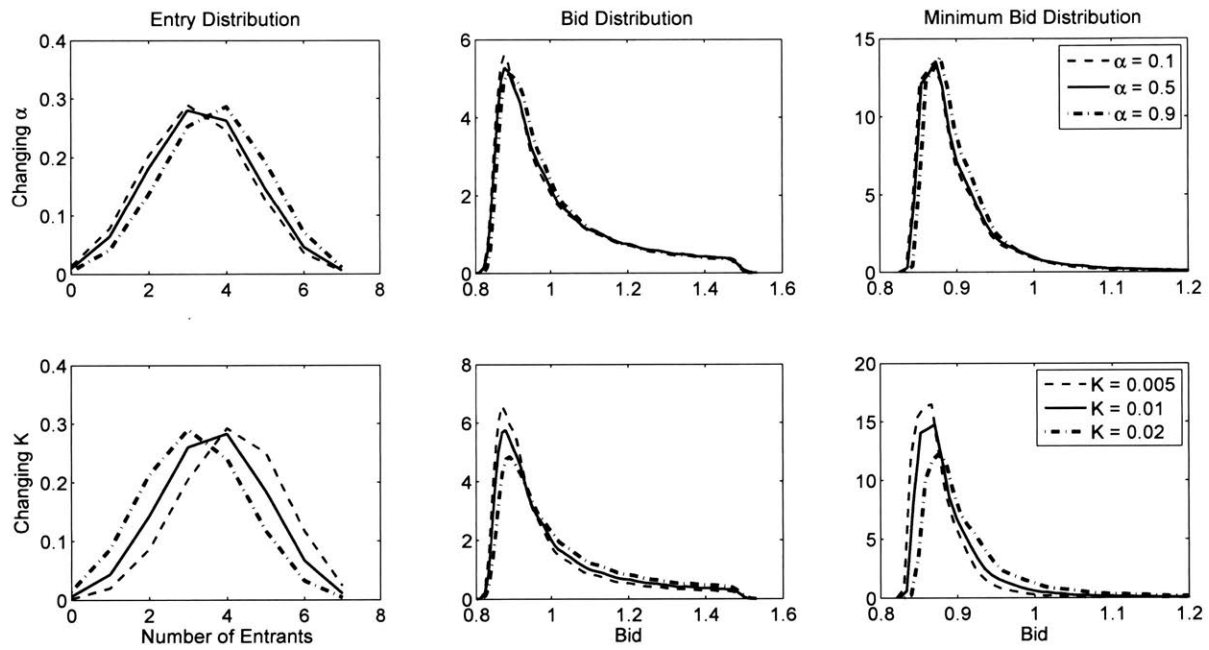 Entry Distribution
Bid Distribution
Minimum Bid Distribution
Changing α
0.4
0.3
0.2
0.1
0
0 2 4 6 8
6
4
2
0
0.8 1 1.2 1.4 1.6
15
10
5
0
0.8 0.9 1 1.1 1.2
α = 0.1
α = 0.5
α = 0.9
Changing K
0.4
0.3
0.2
0.1
0
0 2 4 6 8
Number of Entrants
8
6
4
2
0
0.8 1 1.2 1.4 1.6
Bid
20
15
10
5
0
0.8 0.9 1 1.1 1.2
Bid
K = 0.005
K = 0.01
K = 0.02